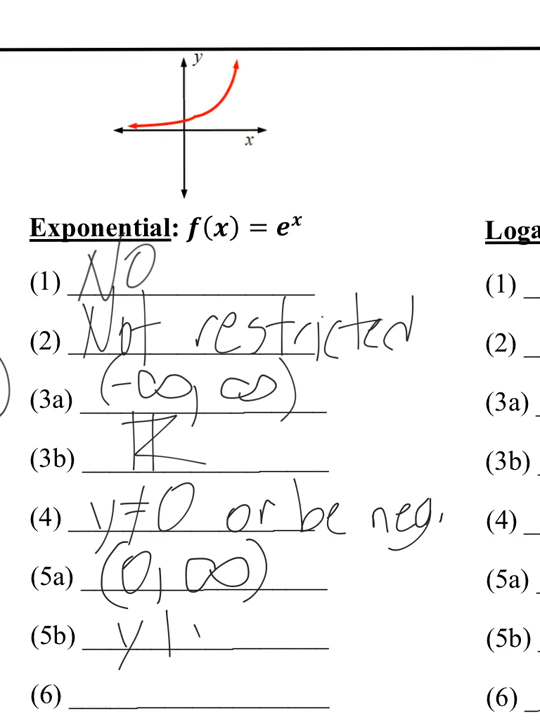 y
x
Exponential: f(x) = eˣ
Loga
(1) NO
(1)
(2) Not restricted
(2)
(3a) (-∞, ∞)
(3a)
(3b) ℝ
(3b)
(4) y≠0 or be neg.
(4)
(5a) (0, ∞)
(5a)
(5b) y |
(5b)
(6)
(6)